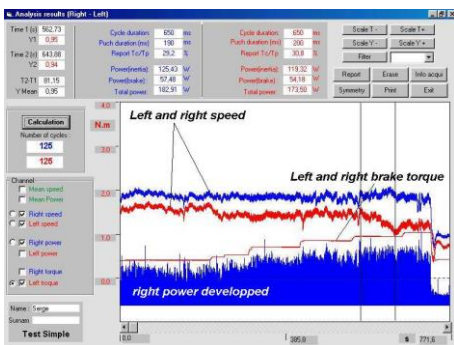 Analysis results (Right - Left)
Time 1 (s) 562,73
Y1 0,95
Time 2 (s) 643,88
Y2 0,94
T2-T1 81,15
Y Mean 0,95
Cycle duration: 650 ms
Puch duration (ms) 190 ms
Report Tc/Tp 29,2 %
Power(inertia): 125,43 W
Power(brake): 57,48 W
Total power: 182,91 W
Cycle duration: 650 ms
Puch duration (ms) 200 ms
Report Tc/Tp 30,8 %
Power(inertia): 119,32 W
Power(brake): 54,18 W
Total power: 173,50 W
Scale T - Scale T+
Scale Y - Scale Y +
Filter
Report Erase Info acqui
Symmetry Print Exit
Calculation
Number of cycles :
125
125
Channel
Mean speed
Mean Power
Right speed
Left speed
Right power
Left power
Right torque
Left torque
Name : Serge
Surnam
Test Simple
4.0
N.m
3.0
2.0
1.0
0.0
Left and right speed
Left and right brake torque
right power developped
0,0 385,8 s 771,6